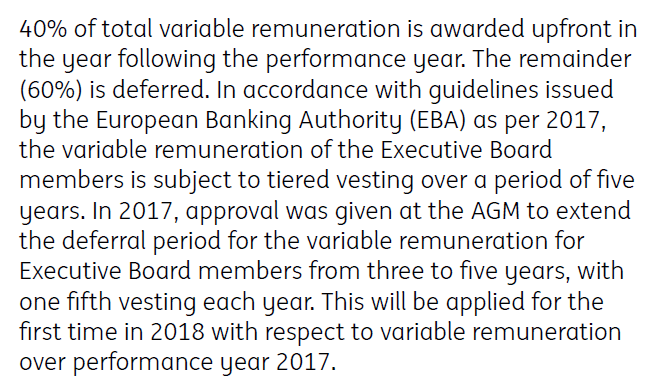 40% of total variable remuneration is awarded upfront in
the year following the performance year. The remainder
(60%) is deferred. In accordance with guidelines issued
by the European Banking Authority (EBA) as per 2017,
the variable remuneration of the Executive Board
members is subject to tiered vesting over a period of five
years. In 2017, approval was given at the AGM to extend
the deferral period for the variable remuneration for
Executive Board members from three to five years, with
one fifth vesting each year. This will be applied for the
first time in 2018 with respect to variable remuneration
over performance year 2017.